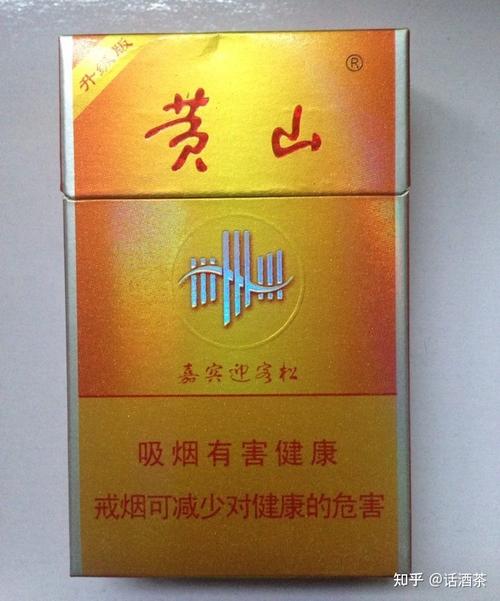 升级版
黄山®
嘉宾迎客松
吸烟有害健康
戒烟可减少对健康的危害
知乎 @话酒茶